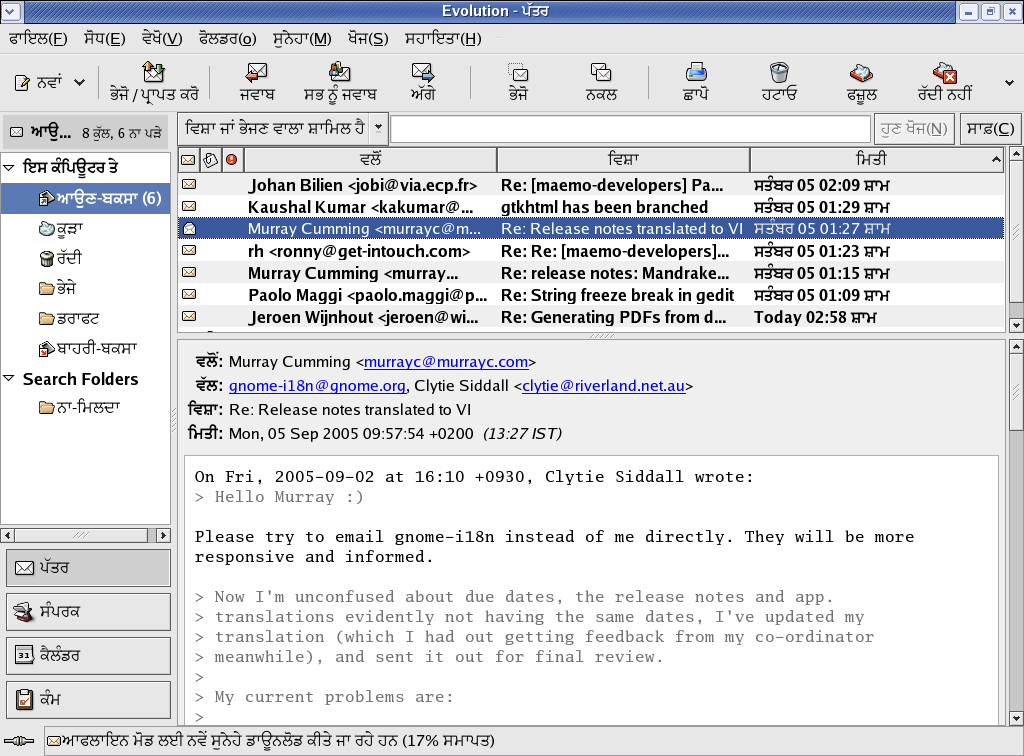 Evolution - ਪੱਤਰ
ਫਾਇਲ(F) ਸੋਧ(E) ਵੇਖੋ(V) ਫੋਲਡਰ(o) ਸੁਨੇਹਾ(M) ਖੋਜ(S) ਸਹਾਇਤਾ(H)
ਨਵਾਂ ਭੇਜੋ / ਪ੍ਰਾਪਤ ਕਰੋ ਜਵਾਬ ਸਭ ਨੂੰ ਜਵਾਬ ਅੱਗੇ ਭੇਜੋ ਨਕਲ ਛਾਪੋ ਹਟਾਓ ਫਜ਼ੂਲ ਰੱਦੀ ਨਹੀਂ
ਆਉ... 8 ਕੁੱਲ, 6 ਨਾ ਪੜੇ
ਵਿਸ਼ਾ ਜਾਂ ਭੇਜਣ ਵਾਲਾ ਸ਼ਾਮਿਲ ਹੈ ਹੁਣ ਖੋਜ(N) ਸਾਫ਼(C)
ਇਸ ਕੰਪਿਊਟਰ ਤੇ
ਆਉਣ-ਬਕਸਾ (6)
ਕੂੜਾ
ਰੱਦੀ
ਭੇਜੇ
ਡਰਾਫਟ
ਬਾਹਰੀ-ਬਕਸਾ
Search Folders
ਨਾ-ਮਿਲਦਾ
ਪੱਤਰ
ਸੰਪਰਕ
ਕੈਲੰਡਰ
ਕੰਮ
ਵਲੋਂ ਵਿਸ਼ਾ ਮਿਤੀ
Johan Bilien <jobi@via.ecp.fr> Re: [maemo-developers] Pa... ਸਤੰਬਰ 05 02:09 ਸ਼ਾਮ
Kaushal Kumar <kakumar@... gtkhtml has been branched ਸਤੰਬਰ 05 01:29 ਸ਼ਾਮ
Murray Cumming <murrayc@m... Re: Release notes translated to VI ਸਤੰਬਰ 05 01:27 ਸ਼ਾਮ
rh <ronny@get-intouch.com> Re: Re: [maemo-developers]... ਸਤੰਬਰ 05 01:23 ਸ਼ਾਮ
Murray Cumming <murray... Re: release notes: Mandrake... ਸਤੰਬਰ 05 01:15 ਸ਼ਾਮ
Paolo Maggi <paolo.maggi@p... Re: String freeze break in gedit ਸਤੰਬਰ 05 01:09 ਸ਼ਾਮ
Jeroen Wijnhout <jeroen@wi... Re: Generating PDFs from d... Today 02:58 ਸ਼ਾਮ
ਵਲੋਂ: Murray Cumming <murrayc@murrayc.com>
ਵੱਲ: gnome-i18n@gnome.org, Clytie Siddall <clytie@riverland.net.au>
ਵਿਸ਼ਾ: Re: Release notes translated to VI
ਮਿਤੀ: Mon, 05 Sep 2005 09:57:54 +0200 (13:27 IST)
On Fri, 2005-09-02 at 16:10 +0930, Clytie Siddall wrote:
> Hello Murray :)
Please try to email gnome-i18n instead of me directly. They will be more
responsive and informed.
> Now I'm unconfused about due dates, the release notes and app.
> translations evidently not having the same dates, I've updated my
> translation (which I had out getting feedback from my co-ordinator
> meanwhile), and sent it out for final review.
>
> My current problems are:
>
31
ਆਫਲਾਇਨ ਮੋਡ ਲਈ ਨਵੇਂ ਸੁਨੇਹੇ ਡਾਊਨਲੋਡ ਕੀਤੇ ਜਾ ਰਹੇ ਹਨ (17% ਸਮਾਪਤ)